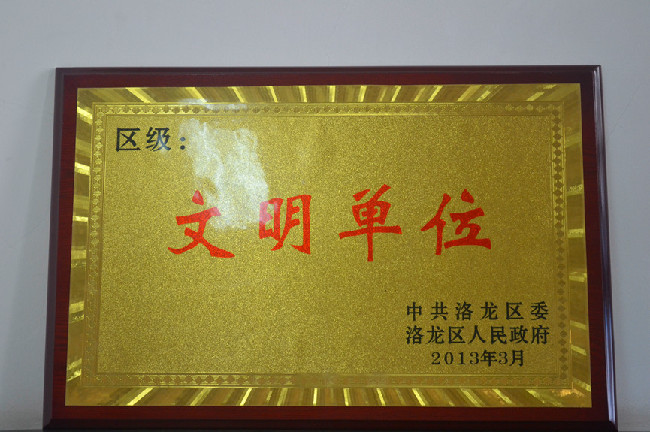 区级：
文明单位
中共洛龙区委
洛龙区人民政府
2013年3月